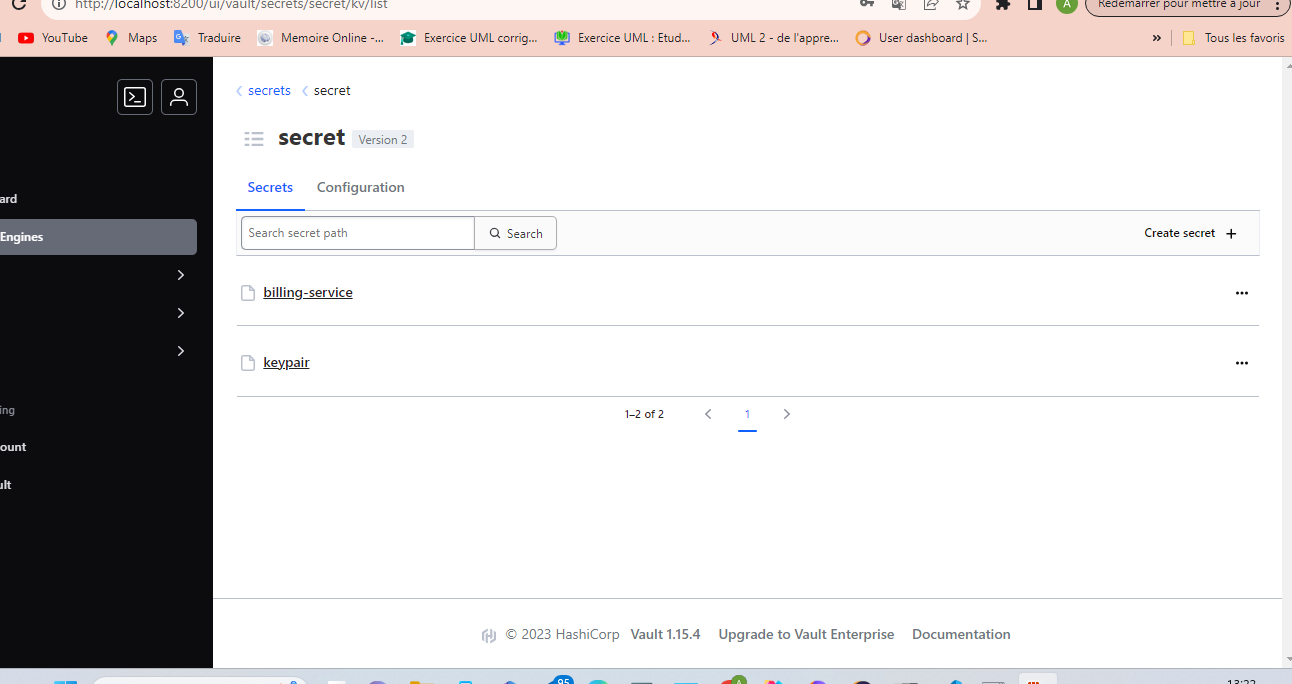 http://localhost:8200/ui/vault/secrets/secret/kv/list
A
Redémarrer pour mettre à jour
YouTube
Maps
Traduire
Memoire Online -...
Exercice UML corrig...
Exercice UML : Etud...
UML 2 - de l'appre...
User dashboard | S...
»
Tous les favoris
secrets
secret
secret
Version 2
Secrets
Configuration
ard
Engines
Search secret path
Search
Create secret +
billing-service
keypair
1–2 of 2
1
ing
ount
ult
© 2023 HashiCorp
Vault 1.15.4
Upgrade to Vault Enterprise
Documentation
95
A
13:22